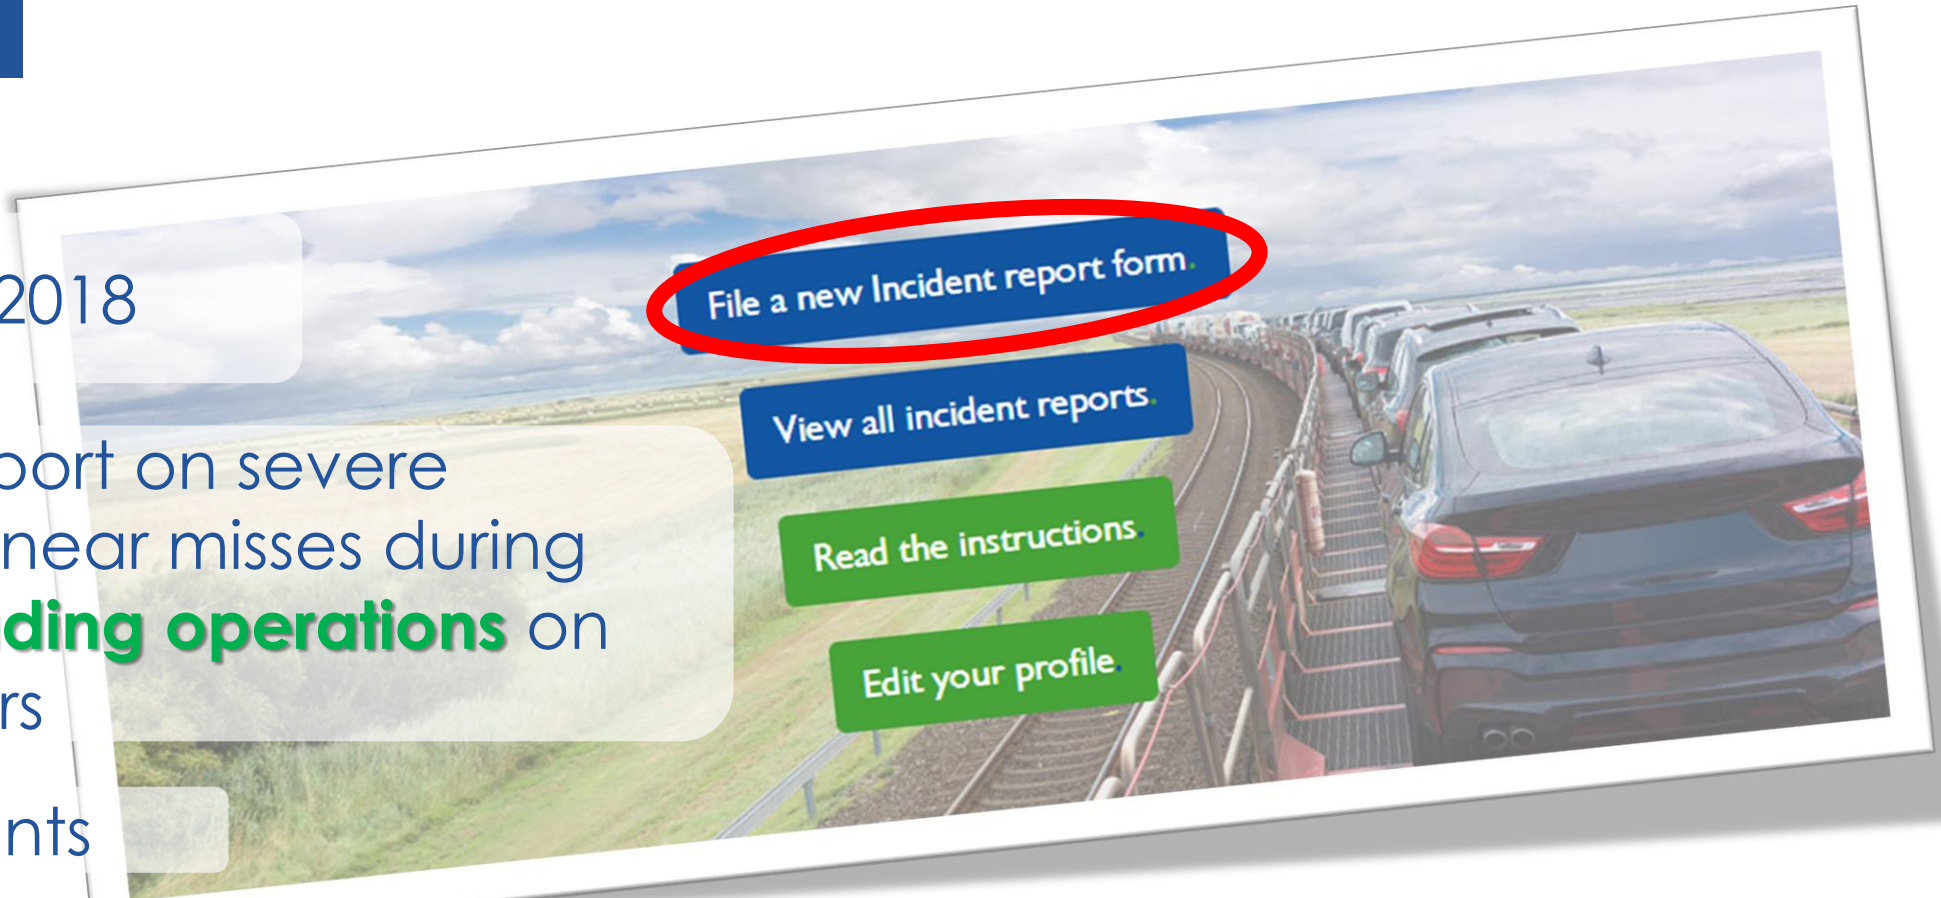 2018
port on severe
near misses during
ding operations on
rs
nts
File a new Incident report form.
View all incident reports.
Read the instructions.
Edit your profile.